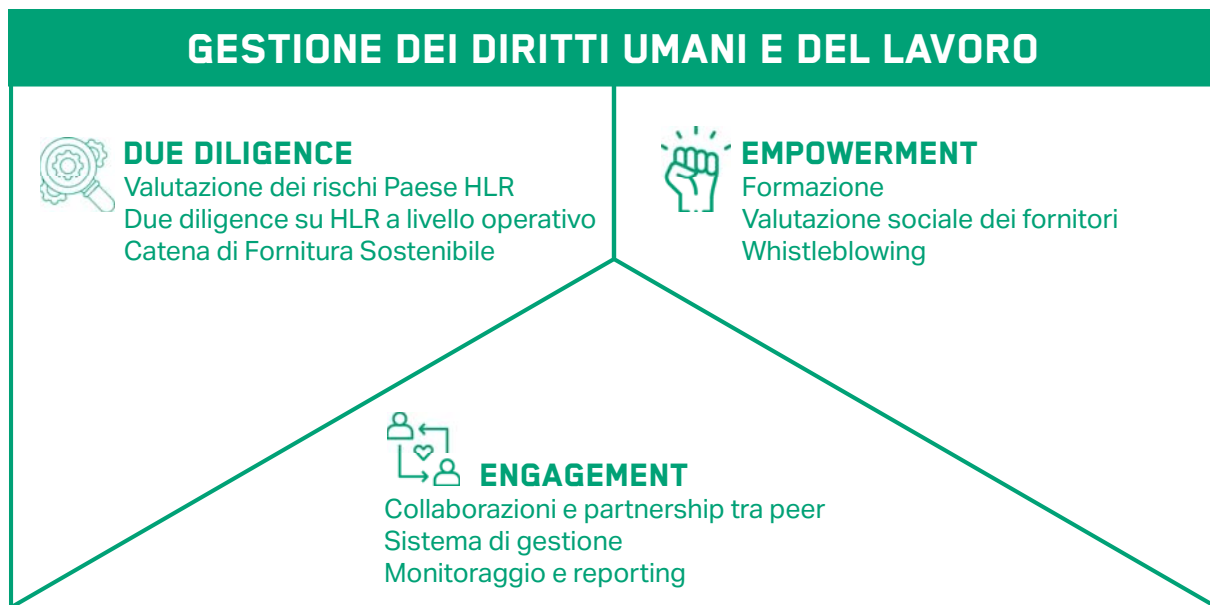 GESTIONE DEI DIRITTI UMANI E DEL LAVORO
DUE DILIGENCE
Valutazione dei rischi Paese HLR
Due diligence su HLR a livello operativo
Catena di Fornitura Sostenibile
EMPOWERMENT
Formazione
Valutazione sociale dei fornitori
Whistleblowing
ENGAGEMENT
Collaborazioni e partnership tra peer
Sistema di gestione
Monitoraggio e reporting